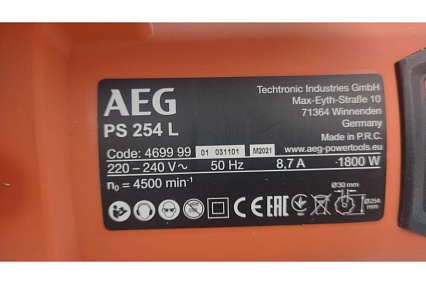 AEG
PS 254 L
Techtronic Industries GmbH
Max-Eyth-Straße 10
71364 Winnenden
Germany
Made in P.R.C.
www.aeg-powertools.eu
Code: 4699 99 01 031101 M2021
220 – 240 V~ 50 Hz 8,7 A 1800 W
n₀ = 4500 min⁻¹
CE EAC
Ø30 mm
Ø254 mm